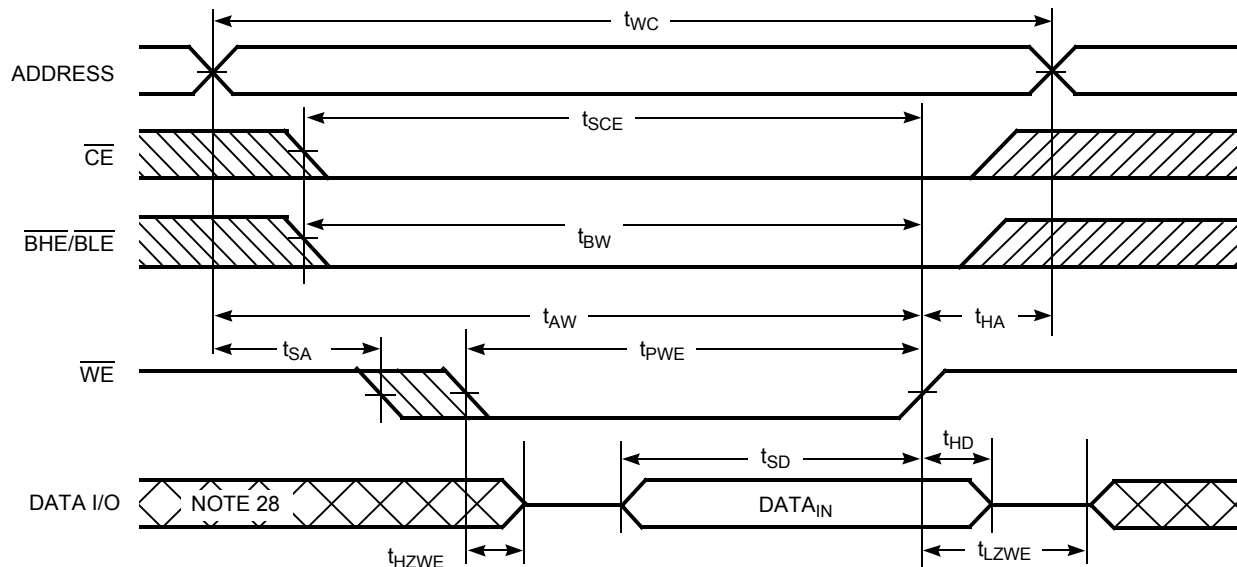 tWC
ADDRESS
tSCE
CE
BHE/BLE
tBW
tAW
tHA
tSA
tPWE
WE
tHD
tSD
DATA I/O
NOTE 28
DATAIN
tHZWE
tLZWE